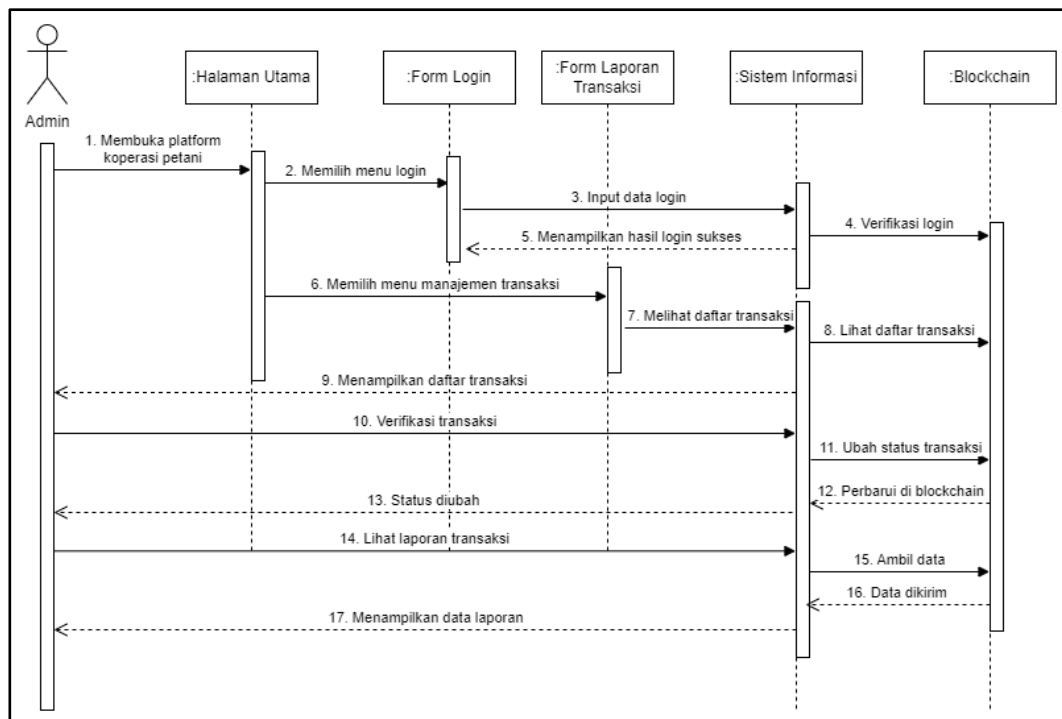 :Halaman Utama
:Form Login
:Form Laporan
Transaksi
:Sistem Informasi
:Blockchain
Admin
1. Membuka platform
koperasi petani
2. Memilih menu login
3. Input data login
4. Verifikasi login
5. Menampilkan hasil login sukses
6. Memilih menu manajemen transaksi
7. Melihat daftar transaksi
8. Lihat daftar transaksi
9. Menampilkan daftar transaksi
10. Verifikasi transaksi
11. Ubah status transaksi
12. Perbarui di blockchain
13. Status diubah
14. Lihat laporan transaksi
15. Ambil data
16. Data dikirim
17. Menampilkan data laporan